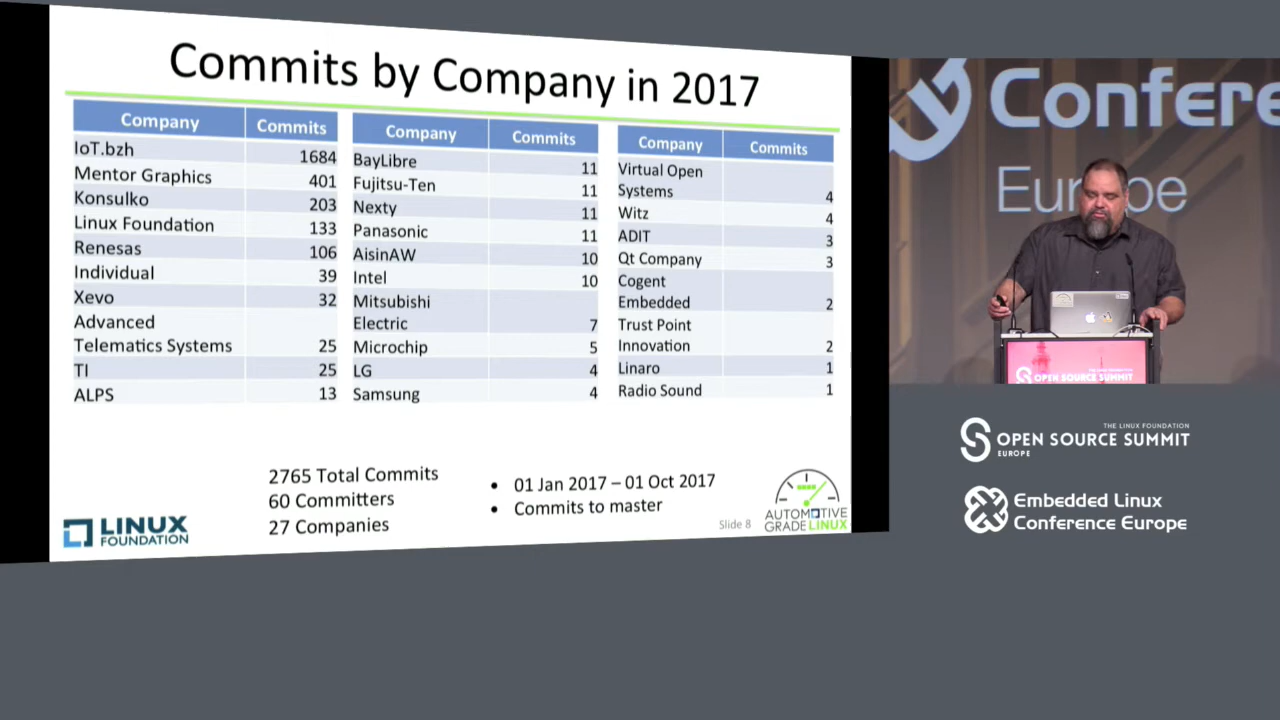 Commits by Company in 2017
Company Commits
IoT.bzh 1684
Mentor Graphics 401
Konsulko 203
Linux Foundation 133
Renesas 106
Individual 39
Xevo 32
Advanced
Telematics Systems 25
TI 25
ALPS 13
Company Commits
BayLibre 11
Fujitsu-Ten 11
Nexty 11
Panasonic 11
AisinAW 10
Intel 10
Mitsubishi
Electric 7
Microchip 5
LG 4
Samsung 4
Company Commits
Virtual Open
Systems 4
Witz 4
ADIT 3
Qt Company 3
Cogent
Embedded 2
Trust Point
Innovation 2
Linaro 1
Radio Sound 1
2765 Total Commits
60 Committers
27 Companies
• 01 Jan 2017 – 01 Oct 2017
• Commits to master
LINUX
FOUNDATION
Slide 8
AUTOMOTIVE
GRADE LINUX
Confere
Europe
OPEN SOURCE SUMMIT
THE LINUX FOUNDATION
OPEN SOURCE SUMMIT
EUROPE
Embedded Linux
Conference Europe